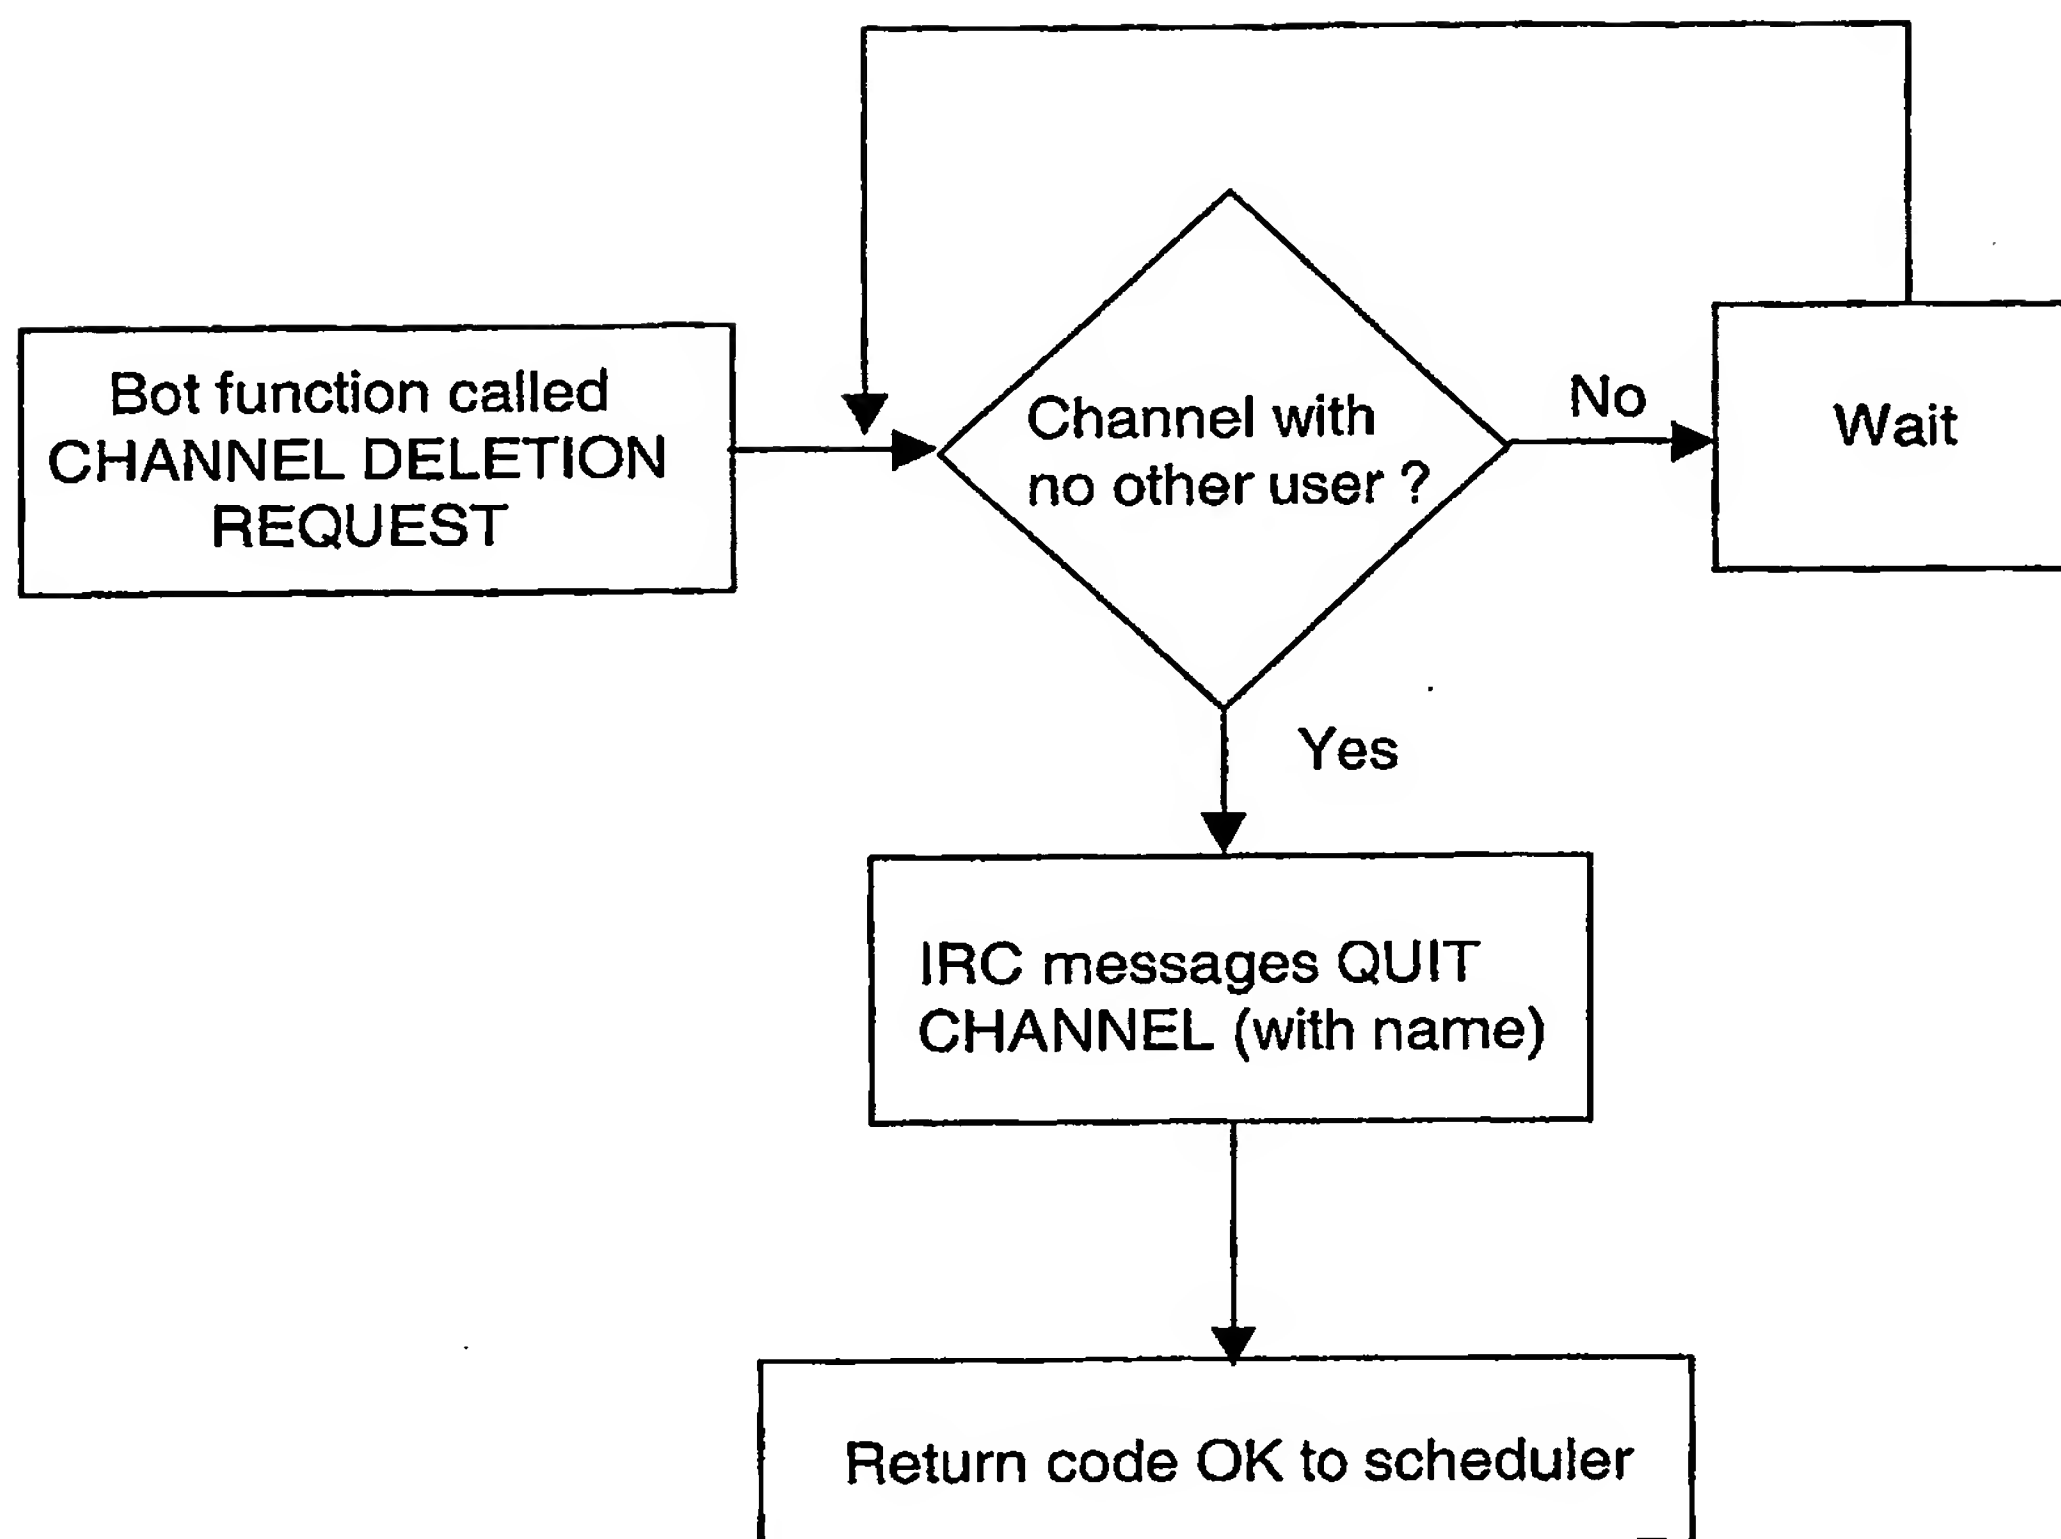 Bot function called
CHANNEL DELETION
REQUEST
Channel with
no other user ?
No
Wait
Yes
IRC messages QUIT
CHANNEL (with name)
Return code OK to scheduler